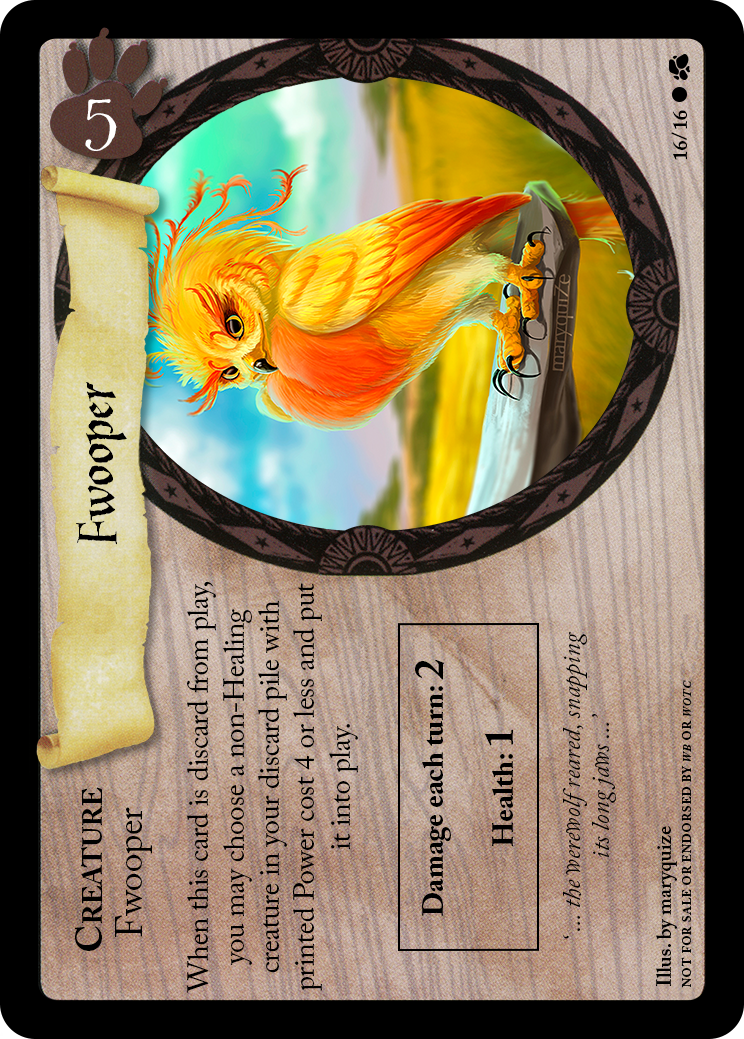 5
Fwooper
16/16
CREATURE
Fwooper
When this card is discard from play,
you may choose a non-Healing
creature in your discard pile with
printed Power cost 4 or less and put
it into play.
Damage each turn: 2
Health: 1
‘ … the werewolf reared, snapping
its long jaws …’
Illus. by maryquize
NOT FOR SALE OR ENDORSED BY WB OR WOTC
maryquize